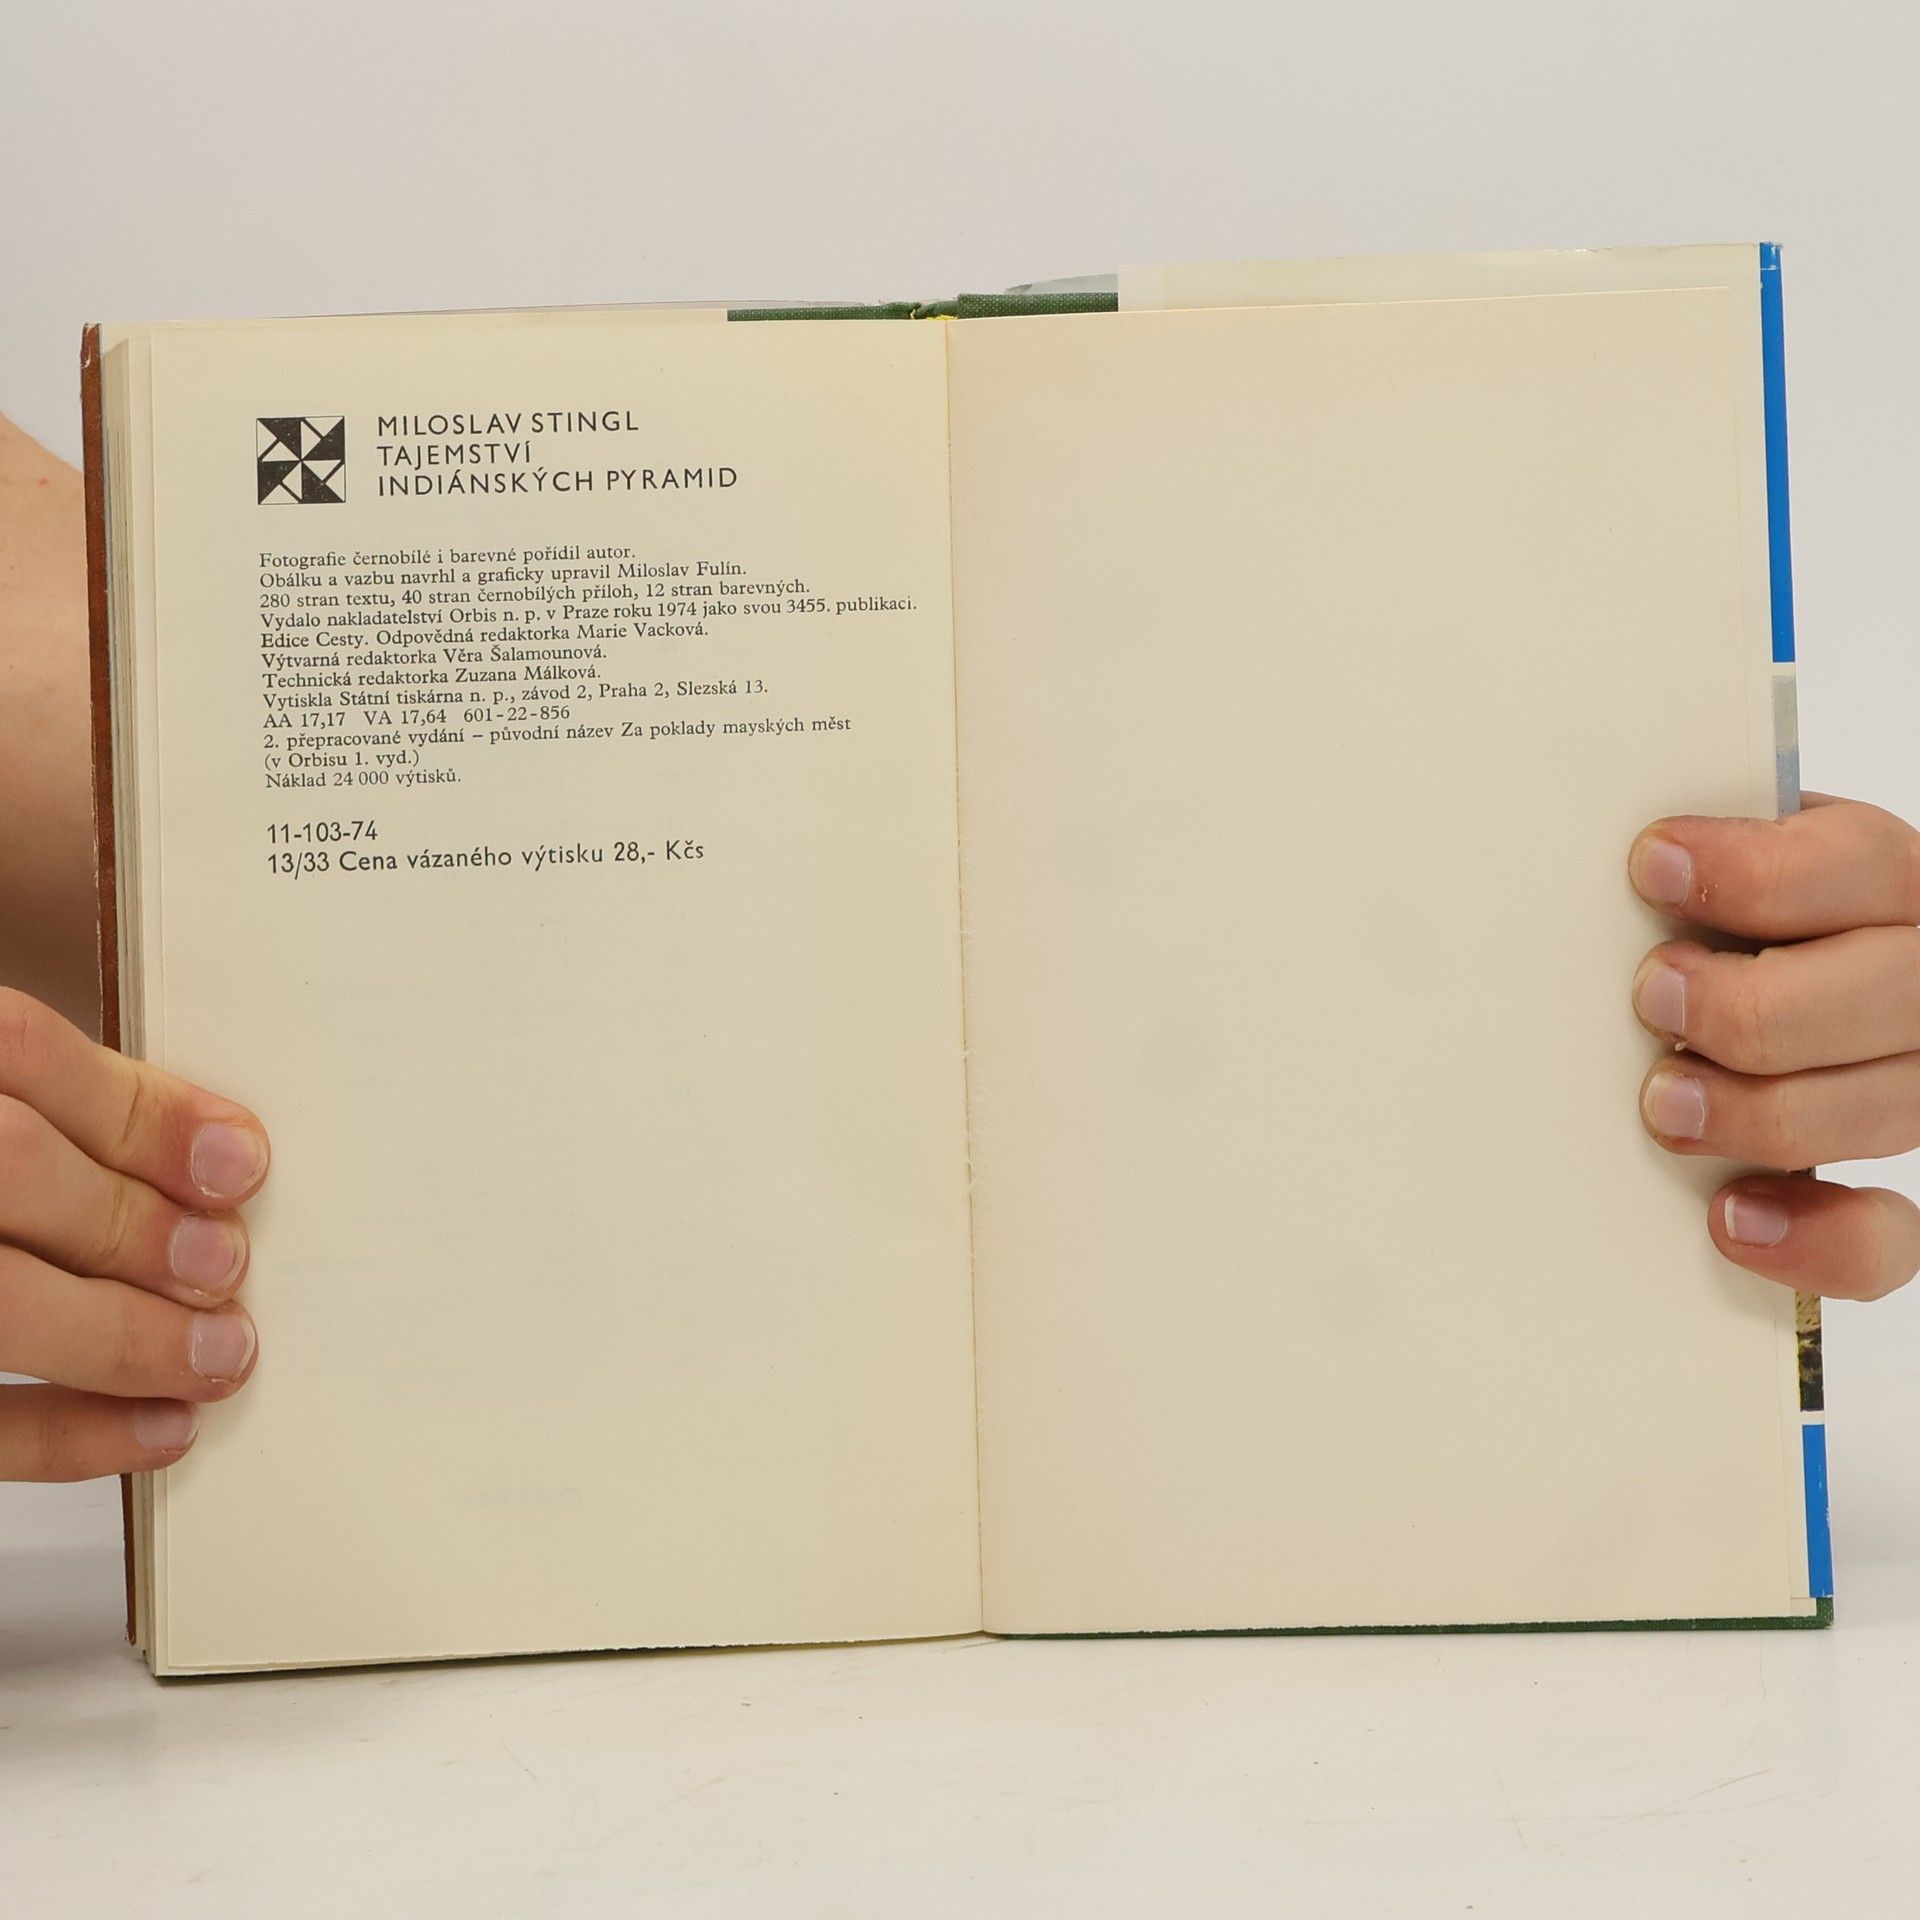 MILOSLAV STINGL
TAJEMSTVÍ
INDIÁNSKÝCH PYRAMID
Fotografie černobílé i barevné pořídil autor.
Obálku a vazbu navrhl a graficky upravil Miloslav Fulín.
280 stran textu, 40 stran černobílých příloh, 12 stran barevných.
Vydalo nakladatelství Orbis n. p. v Praze roku 1974 jako svou 3455. publikaci.
Edice Cesty. Odpovědná redaktorka Marie Vacková.
Výtvarná redaktorka Věra Šalamounová.
Technická redaktorka Zuzana Málková.
Vytiskla Státní tiskárna n. p., závod 2, Praha 2, Slezská 13.
AA 17,17 VA 17,64 601-22-856
2. přepracované vydání – původní název Za poklady mayských měst
(v Orbisu 1. vyd.)
Náklad 24 000 výtisků.
11-103-74
13/33 Cena vázaného výtisku 28,- Kčs